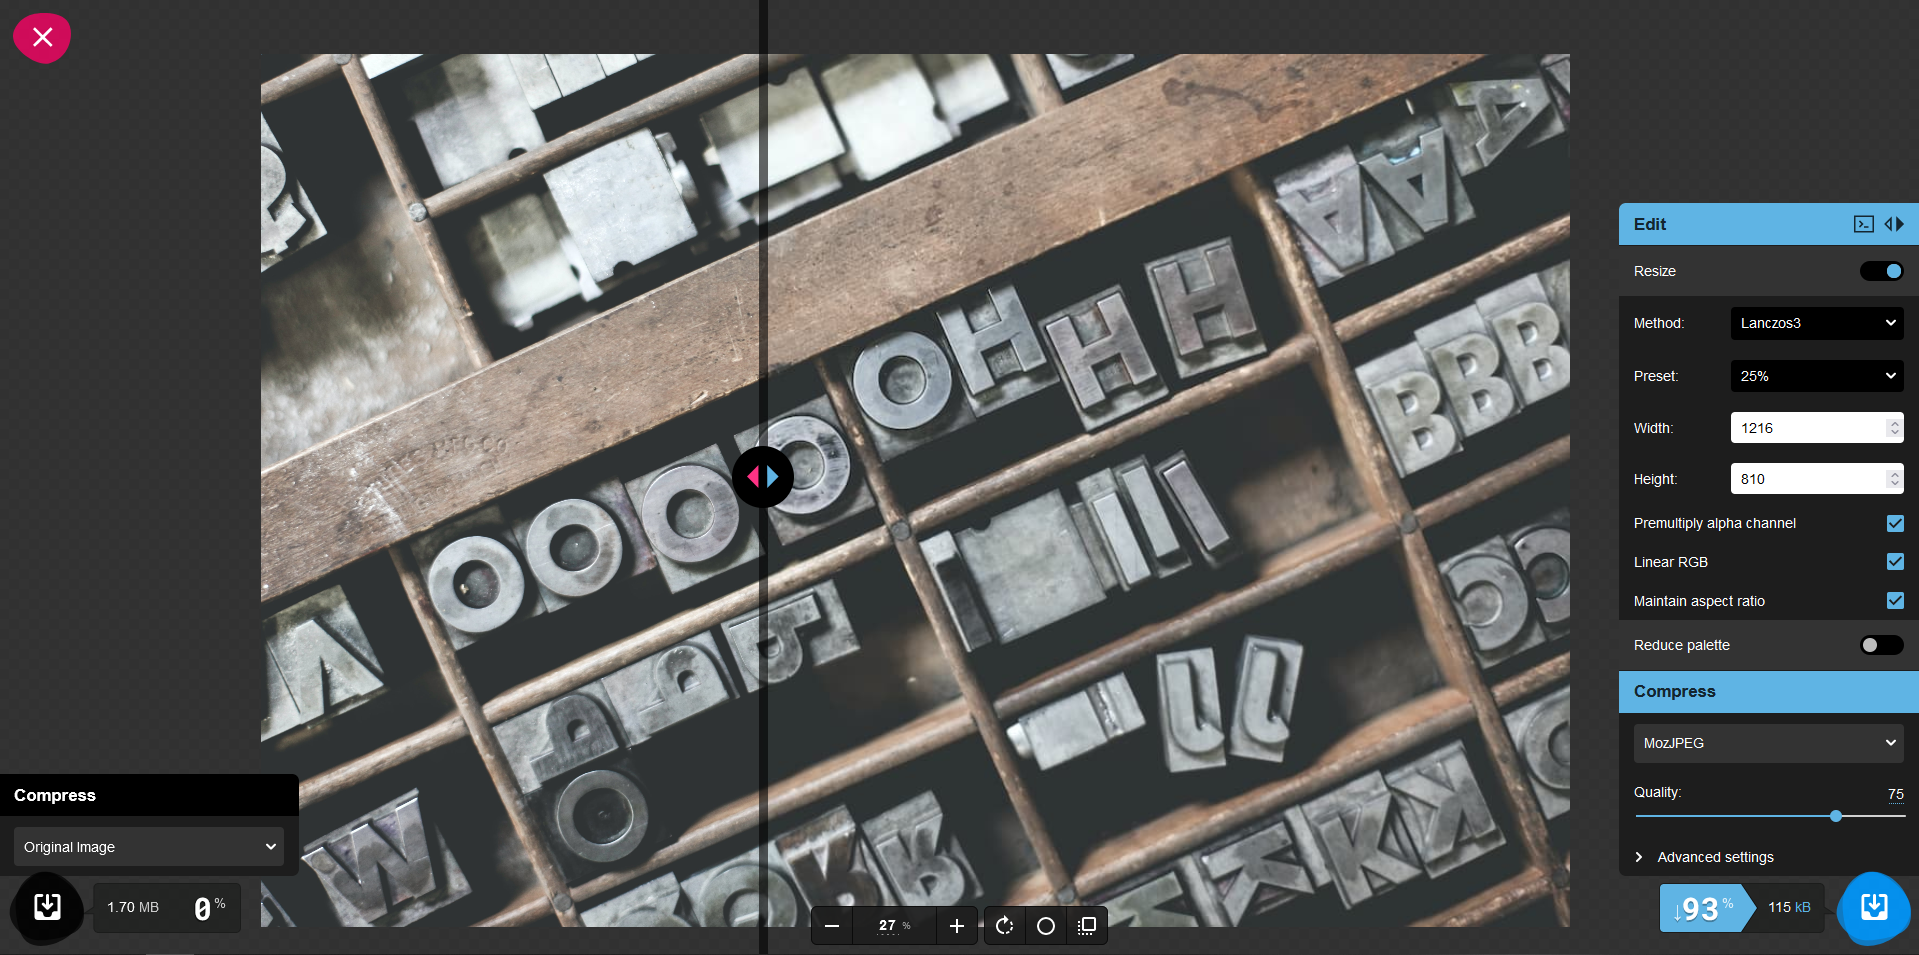 Edit
Resize
Method: Lanczos3
Preset: 25%
Width: 1216
Height: 810
Premultiply alpha channel
Linear RGB
Maintain aspect ratio
Reduce palette
Compress
MozJPEG
Quality: 75
Advanced settings
↓93 % 115 kB
Compress
Original Image
1.70 MB 0 %
27 %
O H H H
O O O O
A A A
B B B
W
K K